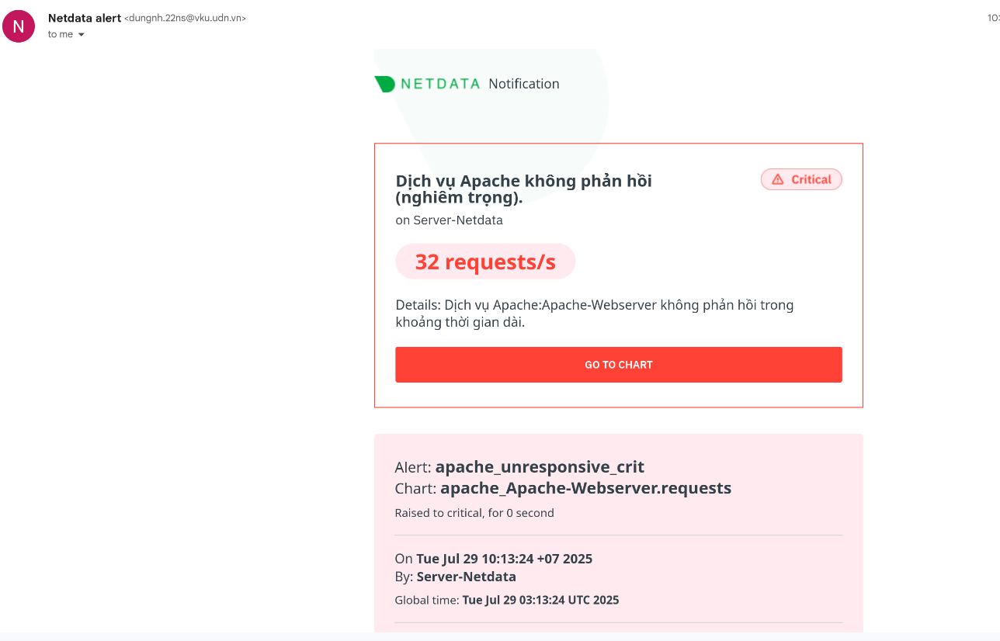 N
Netdata alert <dungnh.22ns@vku.udn.vn>
10:
to me
NETDATA Notification
Dịch vụ Apache không phản hồi
(nghiêm trọng).
Critical
on Server-Netdata
32 requests/s
Details: Dịch vụ Apache:Apache-Webserver không phản hồi trong
khoảng thời gian dài.
GO TO CHART
Alert: apache_unresponsive_crit
Chart: apache_Apache-Webserver.requests
Raised to critical, for 0 second
On Tue Jul 29 10:13:24 +07 2025
By: Server-Netdata
Global time: Tue Jul 29 03:13:24 UTC 2025